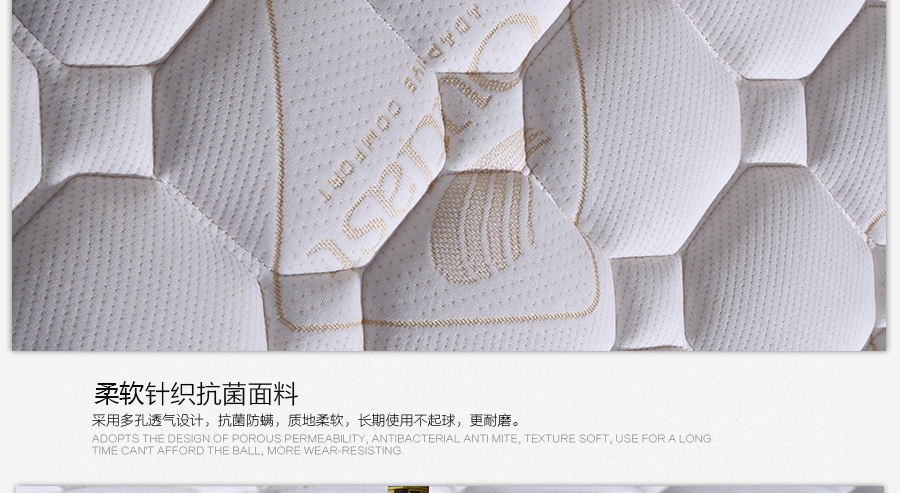 COMFORT
柔软针织抗菌面料
采用多孔透气设计，抗菌防螨，质地柔软，长期使用不起球，更耐磨。
ADOPTS THE DESIGN OF POROUS PERMEABILITY, ANTIBACTERIAL ANTI MITE, TEXTURE SOFT, USE FOR A LONG
TIME CAN'T AFFORD THE BALL, MORE WEAR-RESISTING.